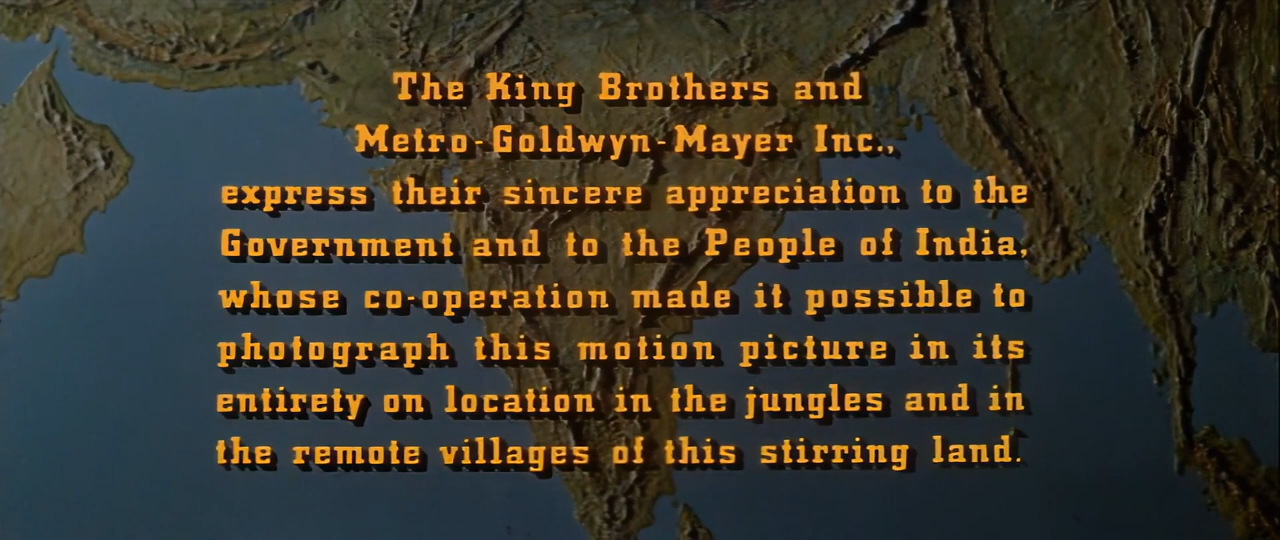 The King Brothers and
Metro-Goldwyn-Mayer Inc.,
express their sincere appreciation to the
Government and to the People of India,
whose co-operation made it possible to
photograph this motion picture in its
entirety on location in the jungles and in
the remote villages of this stirring land.